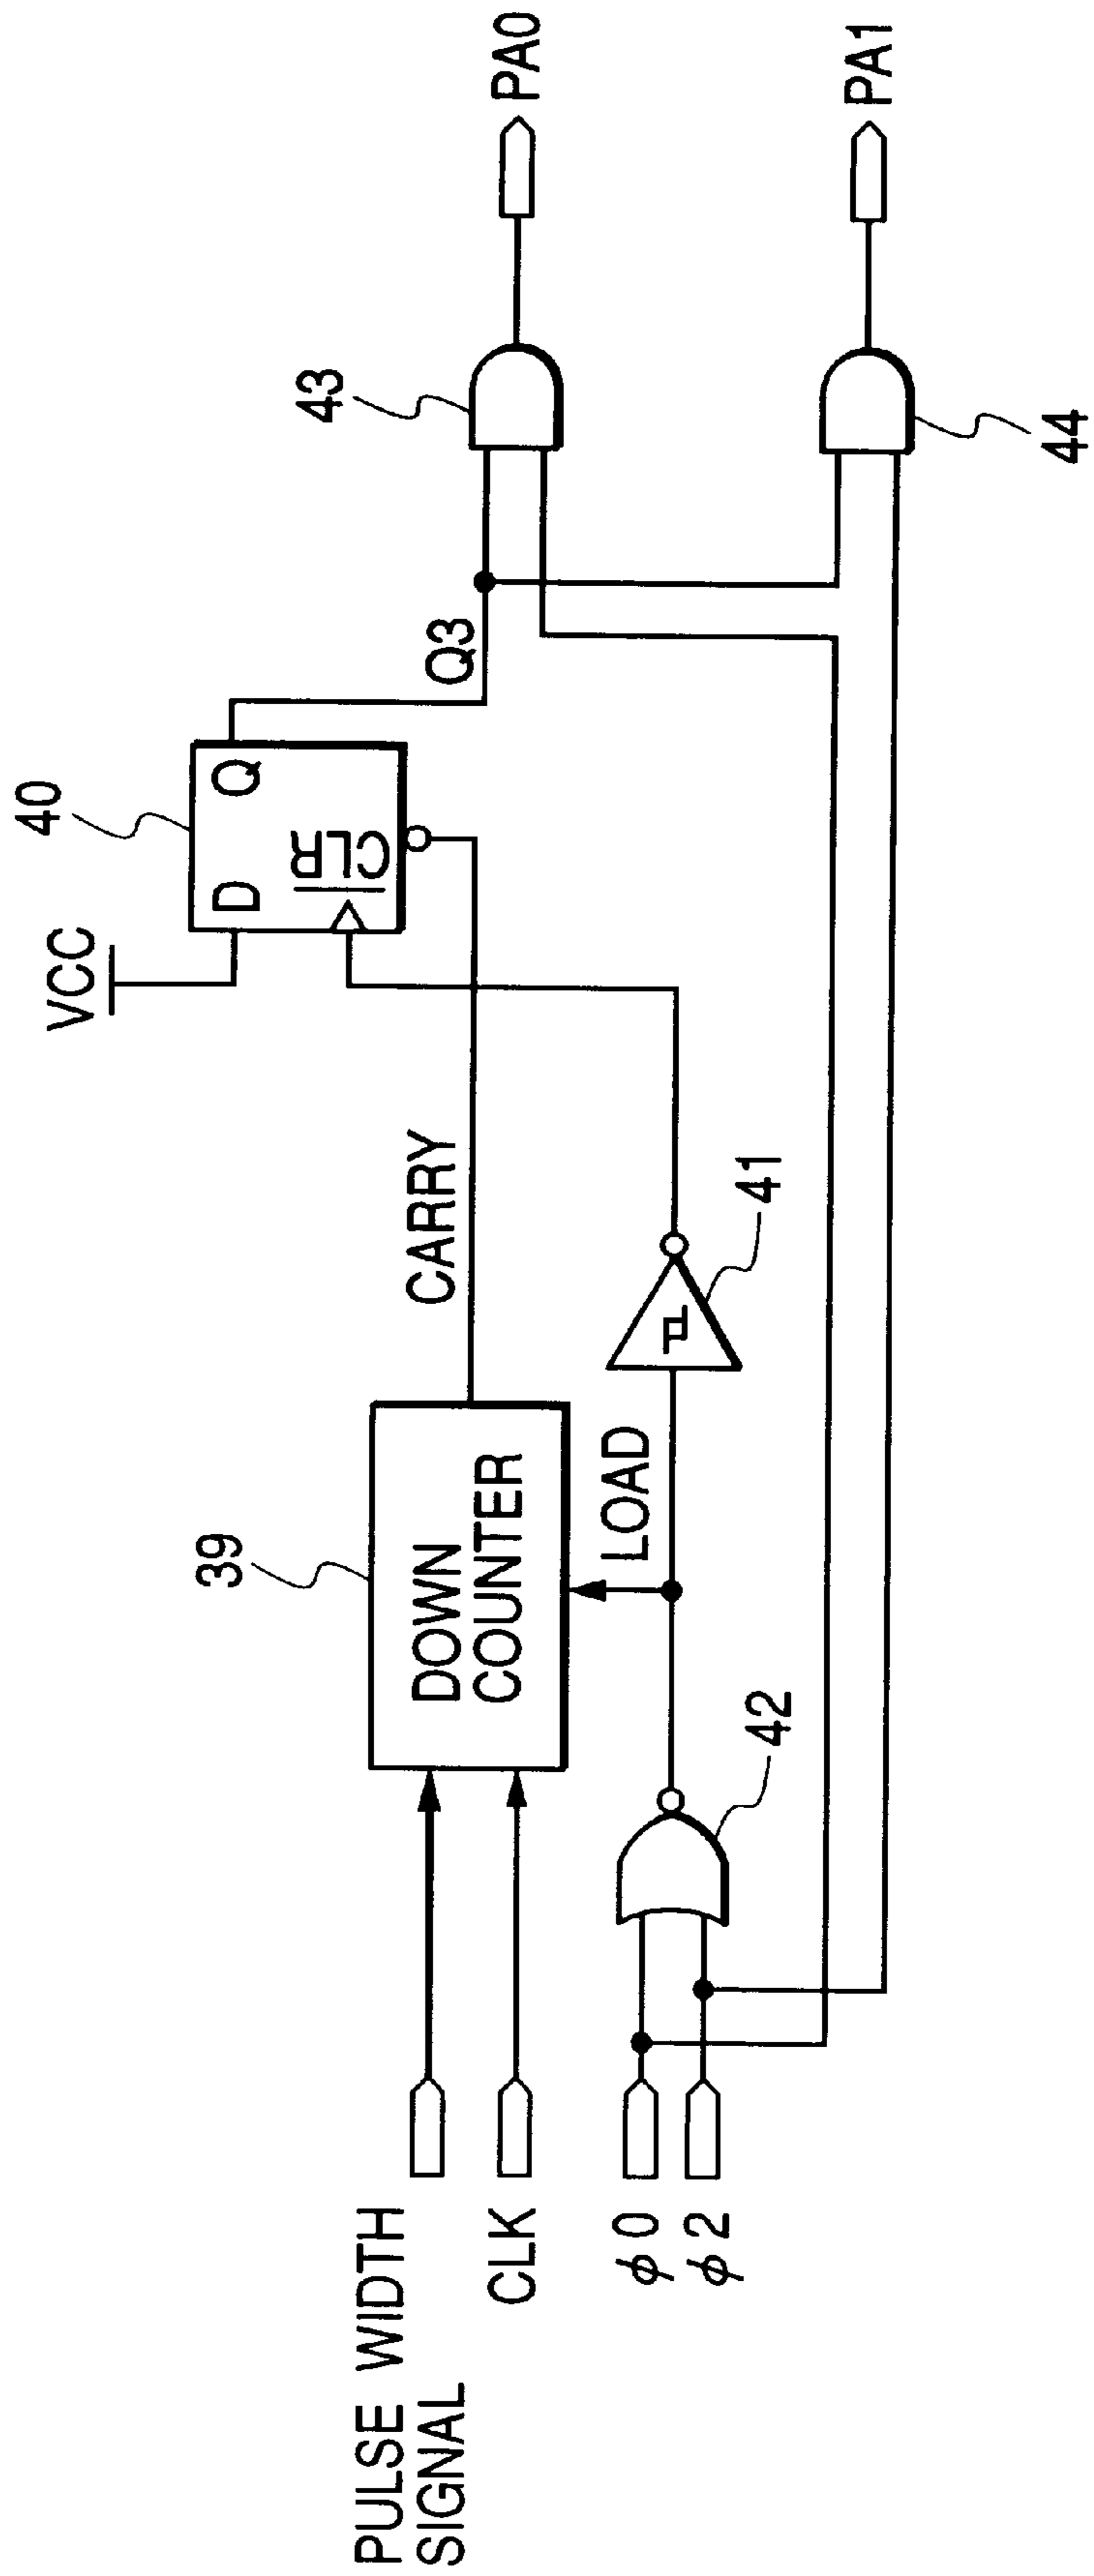 VCC
40
D
Q
CLR
Q3
43
PA0
39
DOWN
COUNTER
CARRY
PULSE WIDTH
SIGNAL
CLK
LOAD
41
φ0
φ2
42
PA1
44